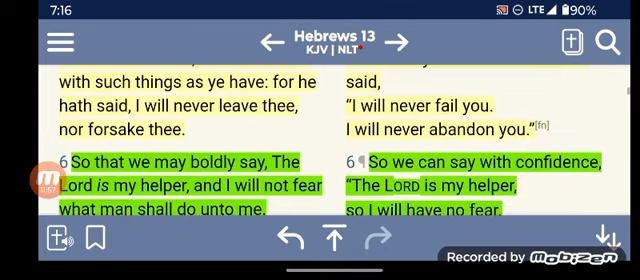 7:16
LTE 90%
Hebrews 13
KJV | NLT
with such things as ye have: for he
hath said, I will never leave thee,
nor forsake thee.
6 So that we may boldly say, The
Lord is my helper, and I will not fear
what man shall do unto me.
said,
“I will never fail you.
I will never abandon you.”[fn]
6 ¶ So we can say with confidence,
“The LORD is my helper,
so I will have no fear.
11:57
Recorded by Mobizen